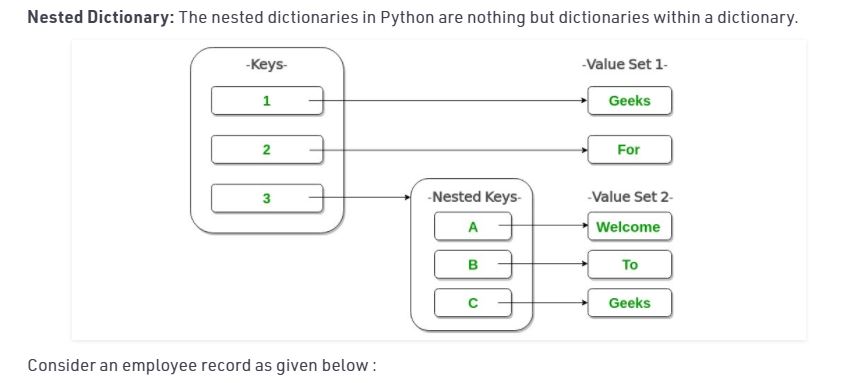 Nested Dictionary: The nested dictionaries in Python are nothing but dictionaries within a dictionary.
-Keys-
-Value Set 1-
1
Geeks
2
For
3
-Nested Keys-
-Value Set 2-
A
Welcome
B
To
C
Geeks
Consider an employee record as given below :